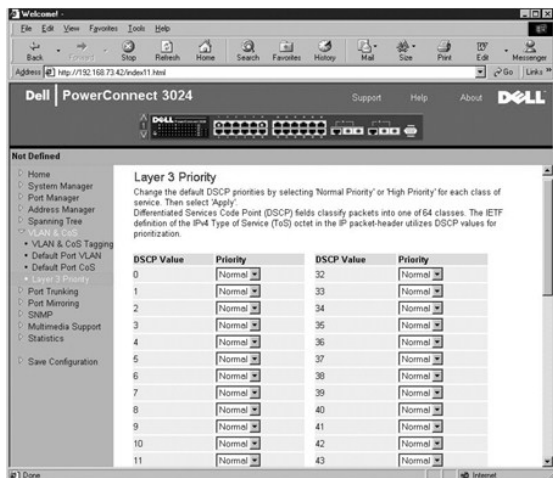 Welcome! -
File Edit View Favorites Tools Help
Back Forward Stop Refresh Home Search Favorites History Mail Size Print Edit Messenger
Address http://192.168.73.42/index11.html Go Links »
Dell | PowerConnect 3024 Support Help About DELL
DELL
Not Defined
Home
System Manager
Port Manager
Address Manager
Spanning Tree
VLAN & CoS
• VLAN & CoS Tagging
• Default Port VLAN
• Default Port CoS
• Layer 3 Priority
Port Trunking
Port Mirroring
SNMP
Multimedia Support
Statistics
Save Configuration
Layer 3 Priority
Change the default DSCP priorities by selecting 'Normal Priority' or 'High Priority' for each class of
service. Then select 'Apply'.
Differentiated Services Code Point (DSCP) fields classify packets into one of 64 classes. The IETF
definition of the IPv4 Type of Service (ToS) octet in the IP packet-header utilizes DSCP values for
prioritization.
DSCP Value Priority DSCP Value Priority
0 Normal 32 Normal
1 Normal 33 Normal
2 Normal 34 Normal
3 Normal 35 Normal
4 Normal 36 Normal
5 Normal 37 Normal
6 Normal 38 Normal
7 Normal 39 Normal
8 Normal 40 Normal
9 Normal 41 Normal
10 Normal 42 Normal
11 Normal 43 Normal
Done Internet